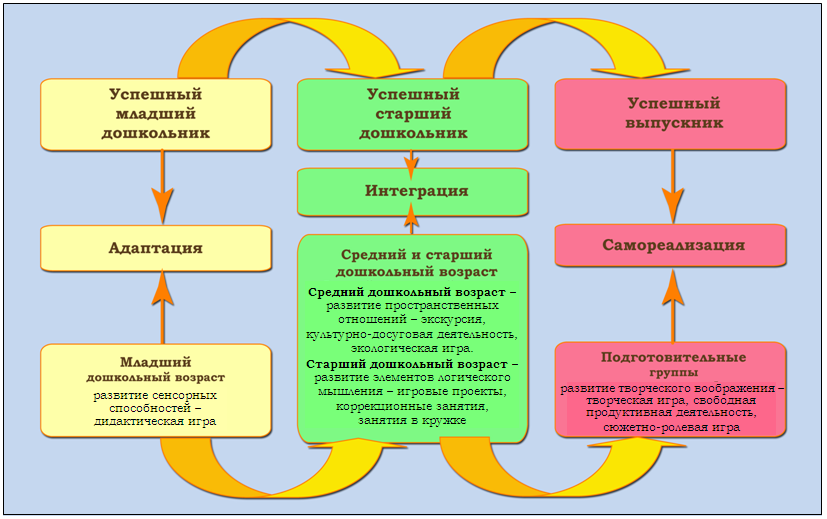 Успешный
младший
дошкольник
Успешный
старший
дошкольник
Успешный
выпускник
Интеграция
Адаптация
Самореализация
Средний и старший
дошкольный возраст
Средний дошкольный возраст –
развитие пространственных
отношений – экскурсия,
культурно-досуговая деятельность,
экологическая игра.
Старший дошкольный возраст –
развитие элементов логического
мышления – игровые проекты,
коррекционные занятия,
занятия в кружке
Младший
дошкольный возраст
развитие сенсорных
способностей –
дидактическая игра
Подготовительные
группы
развитие творческого воображения –
творческая игра, свободная
продуктивная деятельность,
сюжетно-ролевая игра